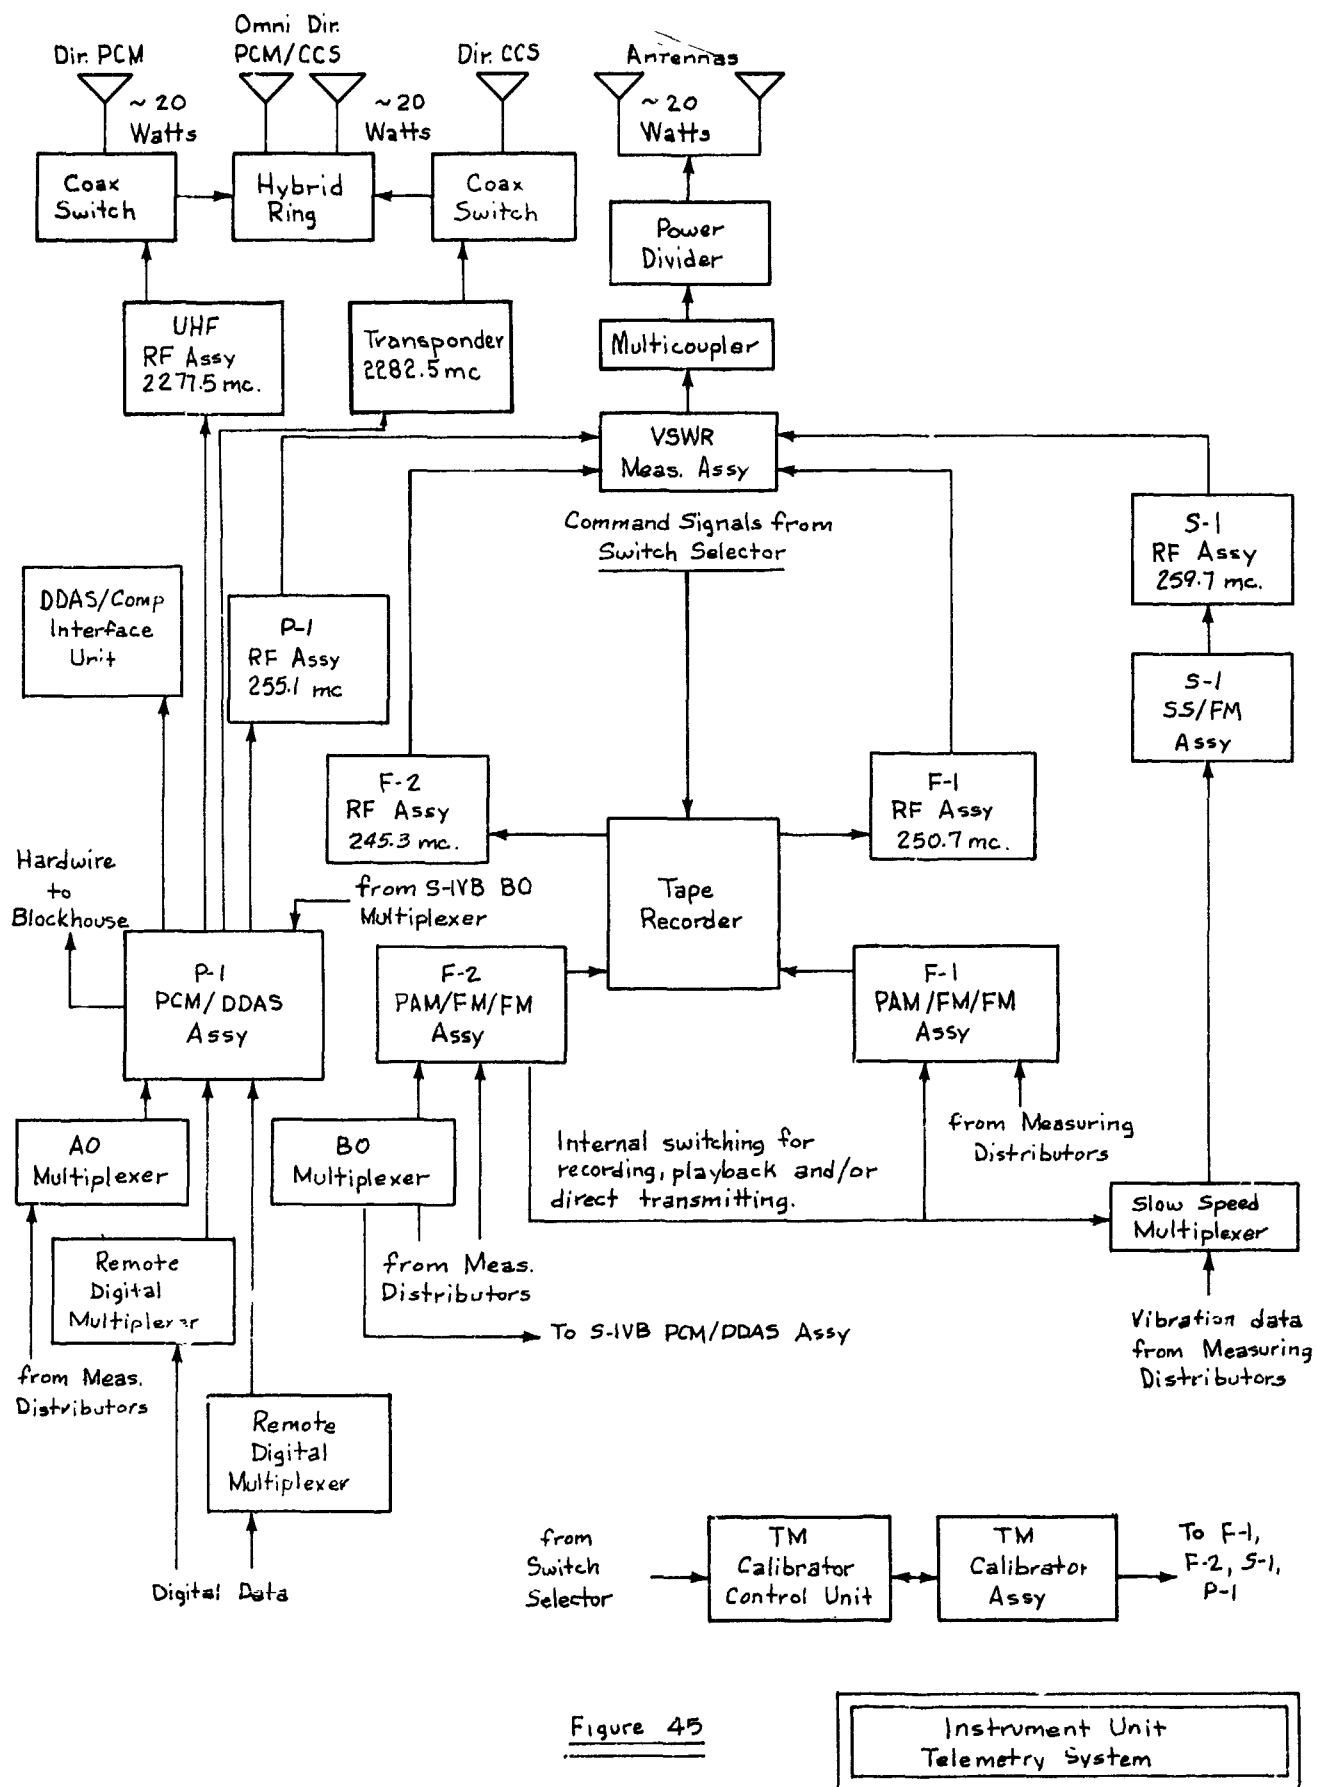 Omni Dir.
Dir. PCM
PCM/CCS
Dir. CCS
Antennas
~20
Watts
~20
Watts
~20
Watts
Coax
Switch
Hybrid
Ring
Coax
Switch
Power
Divider
UHF
RF Assy
2277.5 mc.
Transponder
2282.5 mc
Multicoupler
VSWR
Meas. Assy
Command Signals from
Switch Selector
S-1
RF Assy
259.7 mc.
DDAS/Comp
Interface
Unit
P-1
RF Assy
255.1 mc
S-1
SS/FM
Assy
F-2
RF Assy
245.3 mc.
F-1
RF Assy
250.7 mc.
Hardwire
to
Blockhouse
from S-IVB BO
Multiplexer
Tape
Recorder
P-1
PCM/DDAS
Assy
F-2
PAM/FM/FM
Assy
F-1
PAM/FM/FM
Assy
AO
Multiplexer
BO
Multiplexer
Internal switching for
recording, playback and/or
direct transmitting.
from Measuring
Distributors
Slow Speed
Multiplexer
Remote
Digital
Multiplexer
from Meas.
Distributors
To S-IVB PCM/DDAS Assy
Vibration data
from Measuring
Distributors
from Meas.
Distributors
Remote
Digital
Multiplexer
Digital Data
from
Switch
Selector
TM
Calibrator
Control Unit
TM
Calibrator
Assy
To F-1,
F-2, S-1,
P-1
Figure 45
Instrument Unit
Telemetry System